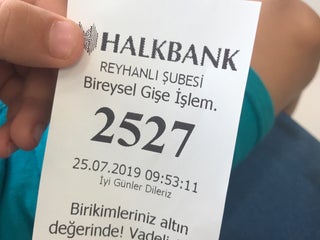 HALKBANK
REYHANLI ŞUBESİ
Bireysel Gişe İşlem.
2527
25.07.2019 09:53:11
İyi Günler Dileriz
Birikimleriniz altın
değerinde! Vadeli